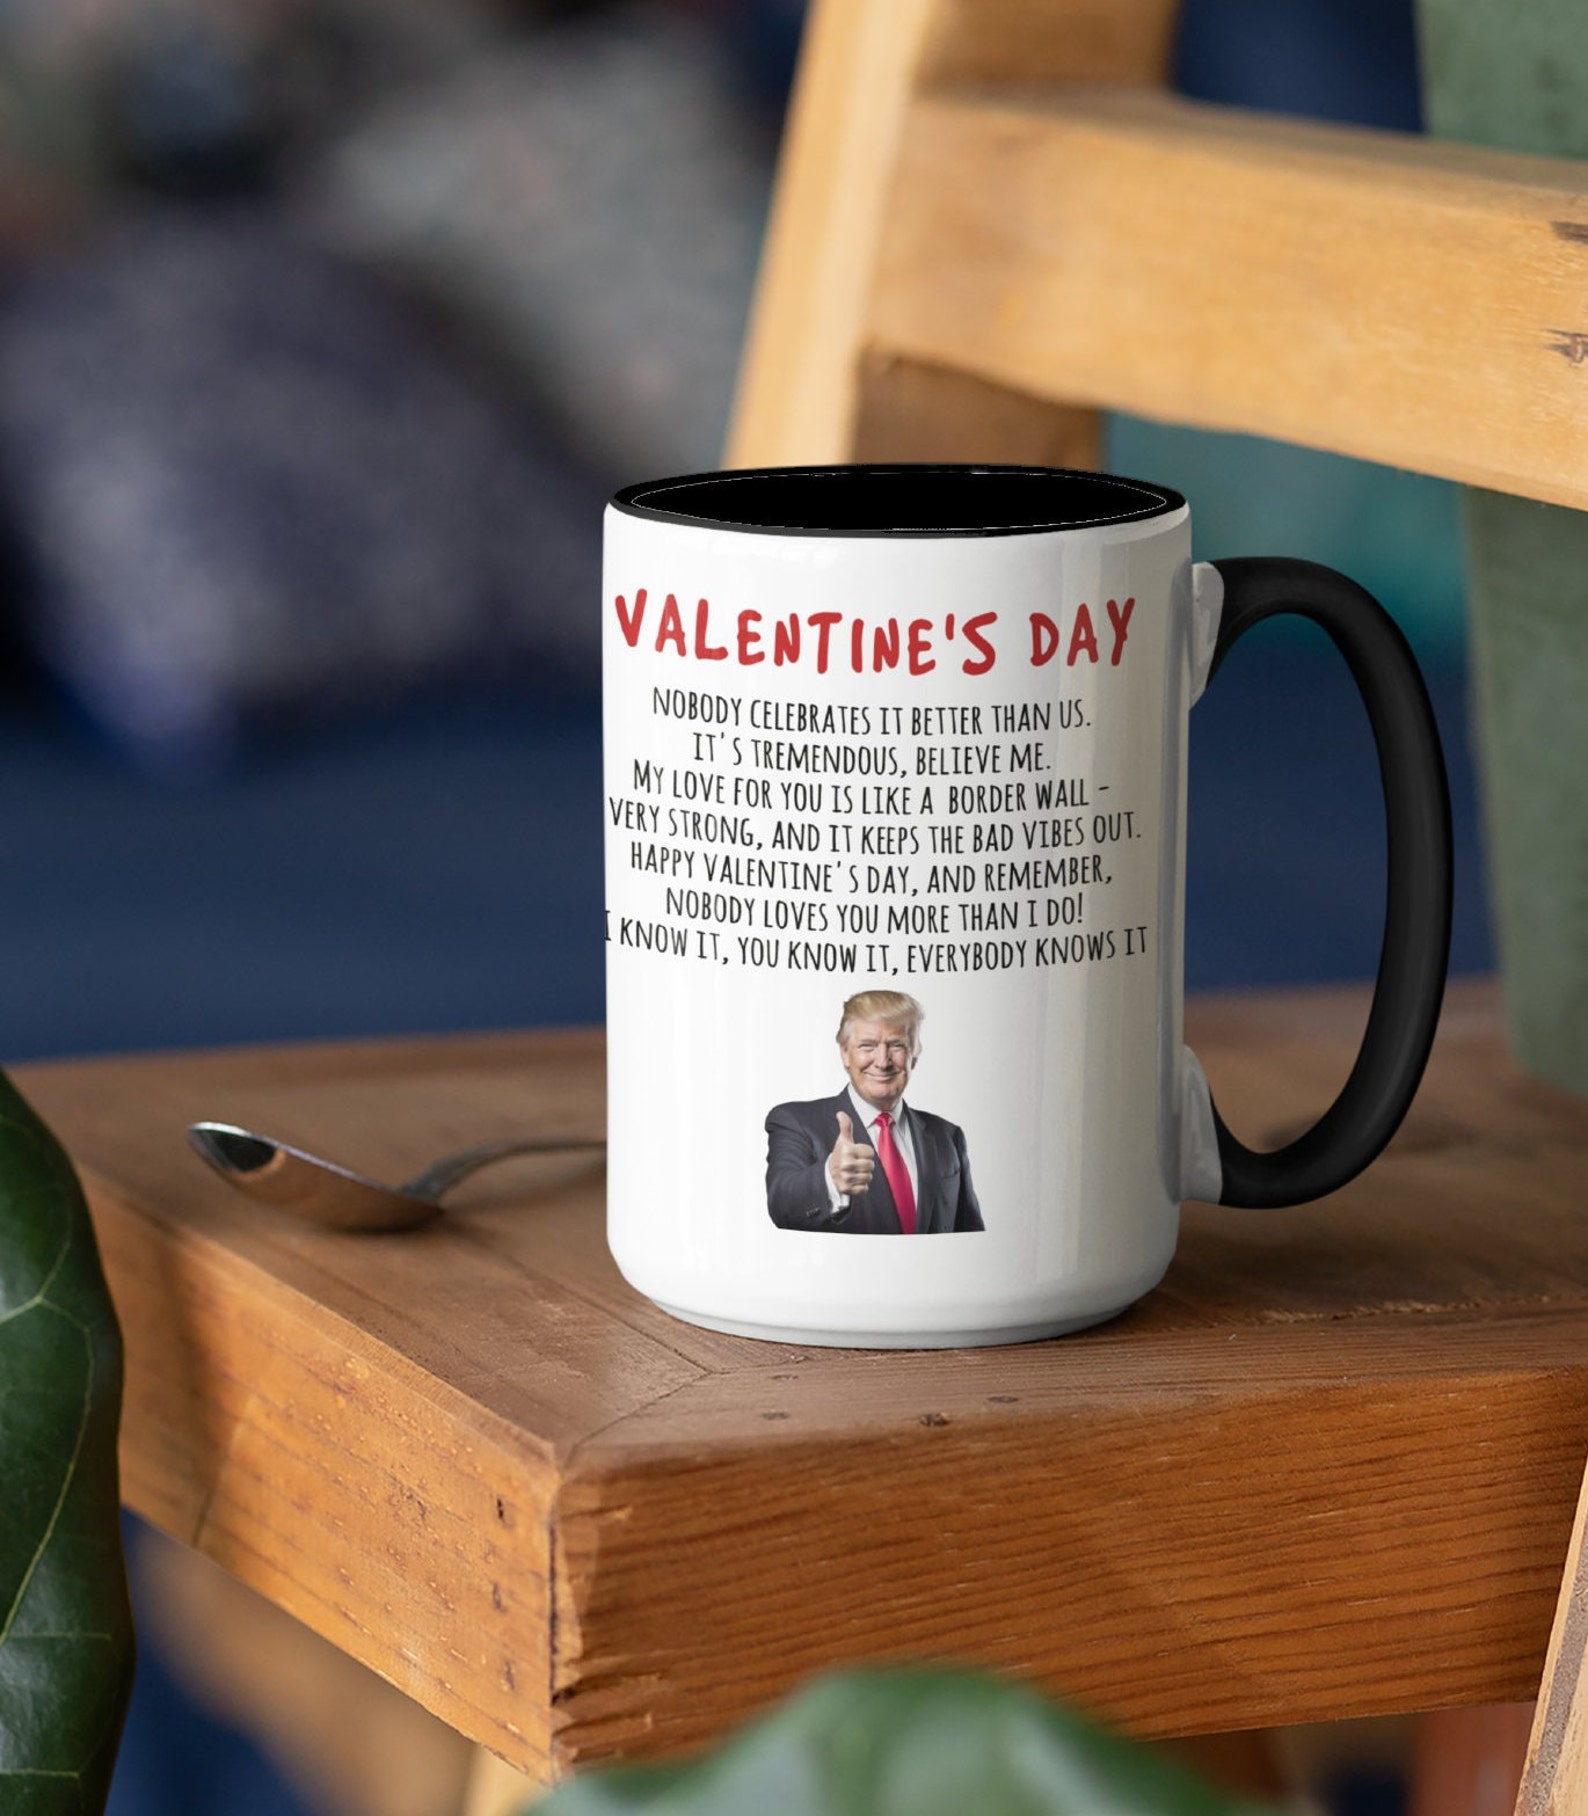 VALENTINE'S DAY
NOBODY CELEBRATES IT BETTER THAN US.
IT'S TREMENDOUS, BELIEVE ME.
MY LOVE FOR YOU IS LIKE A BORDER WALL -
VERY STRONG, AND IT KEEPS THE BAD VIBES OUT.
HAPPY VALENTINE'S DAY, AND REMEMBER,
NOBODY LOVES YOU MORE THAN I DO!
I KNOW IT, YOU KNOW IT, EVERYBODY KNOWS IT